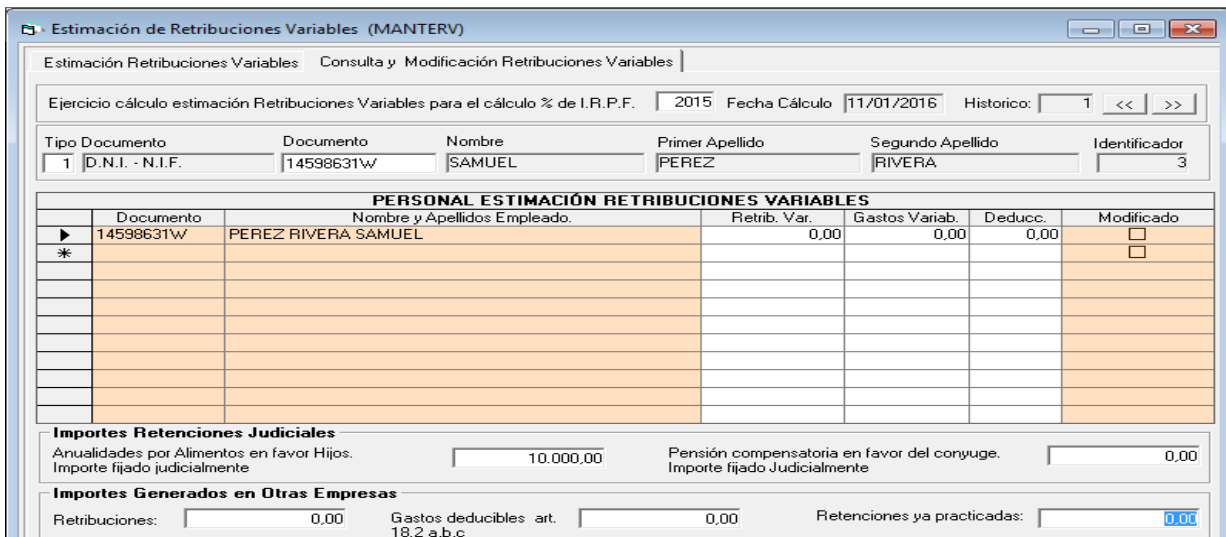 Estimación de Retribuciones Variables (MANTERV)
Estimación Retribuciones Variables Consulta y Modificación Retribuciones Variables
Ejercicio cálculo estimación Retribuciones Variables para el cálculo % de I.R.P.F. 2015 Fecha Cálculo 11/01/2016 Historico: 1 << >>
Tipo Documento Documento Nombre Primer Apellido Segundo Apellido Identificador
1 D.N.I. - N.I.F. 14598631W SAMUEL PEREZ RIVERA 3
PERSONAL ESTIMACIÓN RETRIBUCIONES VARIABLES
Documento Nombre y Apellidos Empleado. Retrib. Var. Gastos Variab. Deducc. Modificado
14598631W PEREZ RIVERA SAMUEL 0,00 0,00 0,00
Importes Retenciones Judiciales
Anualidades por Alimentos en favor Hijos. 10.000,00 Pensión compensatoria en favor del conyuge. 0,00
Importe fijado judicialmente Importe fijado Judicialmente
Importes Generados en Otras Empresas
Retribuciones: 0,00 Gastos deducibles art. 0,00 Retenciones ya practicadas: 0,00
18.2 a,b,c